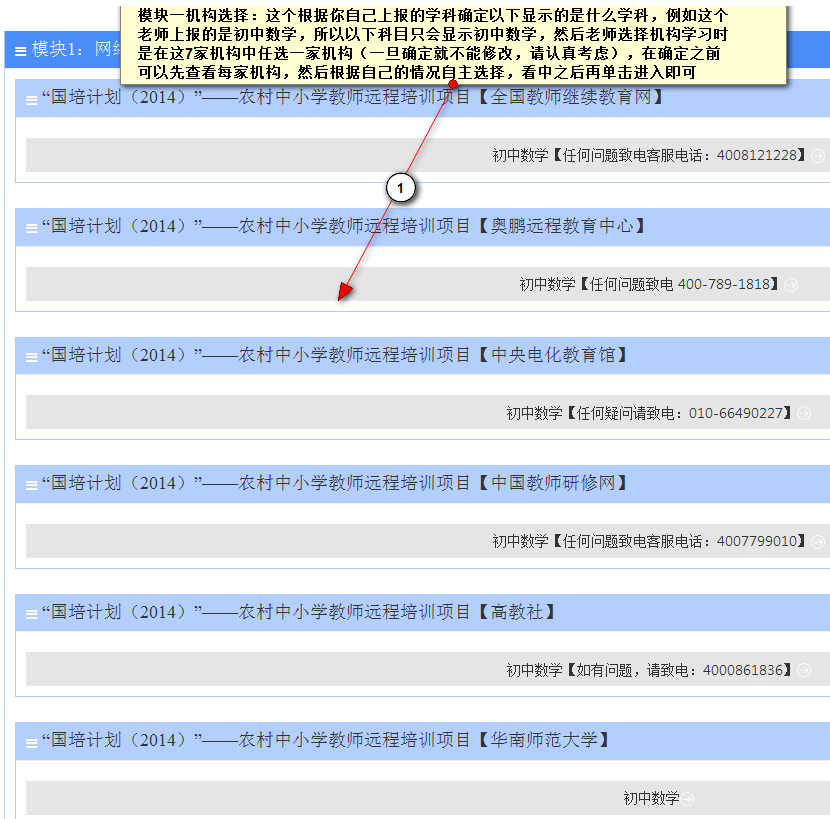 模块一机构选择：这个根据你自己上报的学科确定以下显示的是什么学科，例如这个
老师上报的是初中数学，所以以下科目只会显示初中数学，然后老师选择机构学习时
是在这7家机构中任选一家机构（一旦确定就不能修改，请认真考虑），在确定之前
可以先查看每家机构，然后根据自己的情况自主选择，看中之后再单击进入即可
模块1：网络
“国培计划（2014）”——农村中小学教师远程培训项目【全国教师继续教育网】
初中数学【任何问题致电客服电话：4008121228】
1
“国培计划（2014）”——农村中小学教师远程培训项目【奥鹏远程教育中心】
初中数学【任何问题致电 400-789-1818】
“国培计划（2014）”——农村中小学教师远程培训项目【中央电化教育馆】
初中数学【任何疑问请致电：010-66490227】
“国培计划（2014）”——农村中小学教师远程培训项目【中国教师研修网】
初中数学【任何问题致电客服电话：4007799010】
“国培计划（2014）”——农村中小学教师远程培训项目【高教社】
初中数学【如有问题，请致电：4000861836】
“国培计划（2014）”——农村中小学教师远程培训项目【华南师范大学】
初中数学